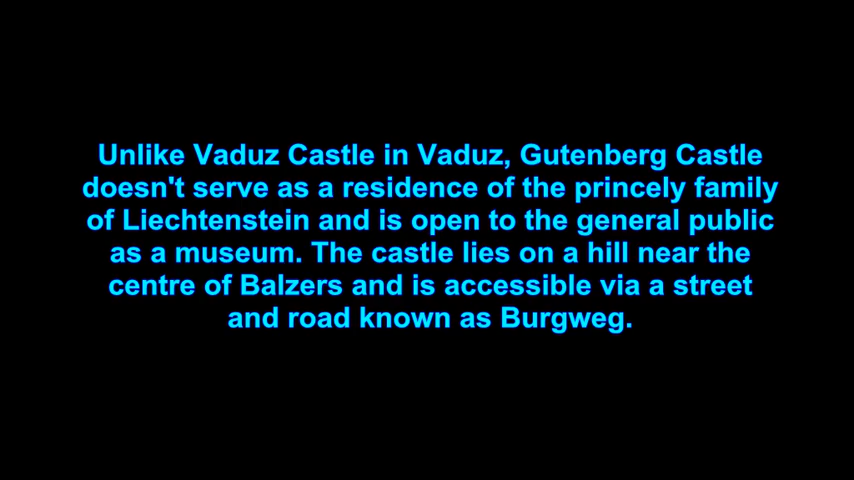 Unlike Vaduz Castle in Vaduz, Gutenberg Castle
doesn't serve as a residence of the princely family
of Liechtenstein and is open to the general public
as a museum. The castle lies on a hill near the
centre of Balzers and is accessible via a street
and road known as Burgweg.